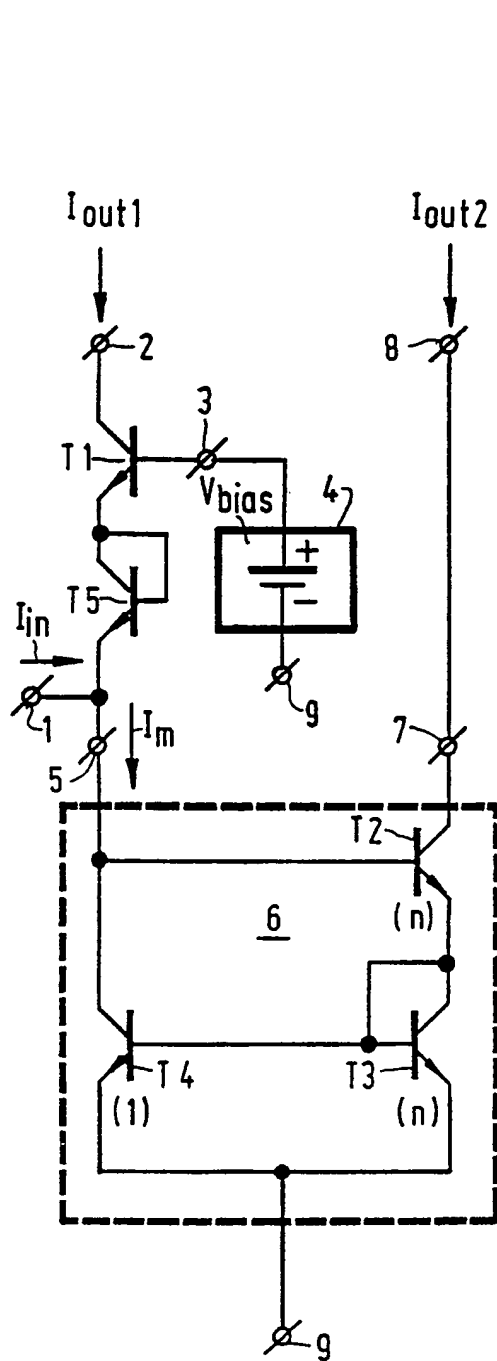 Iout1 Iout2
2 8
3
T1
Vbias 4
+
T5
−
Iin
1 9
Im 7
5
T2
(n)
6
T4 T3
(1) (n)
9